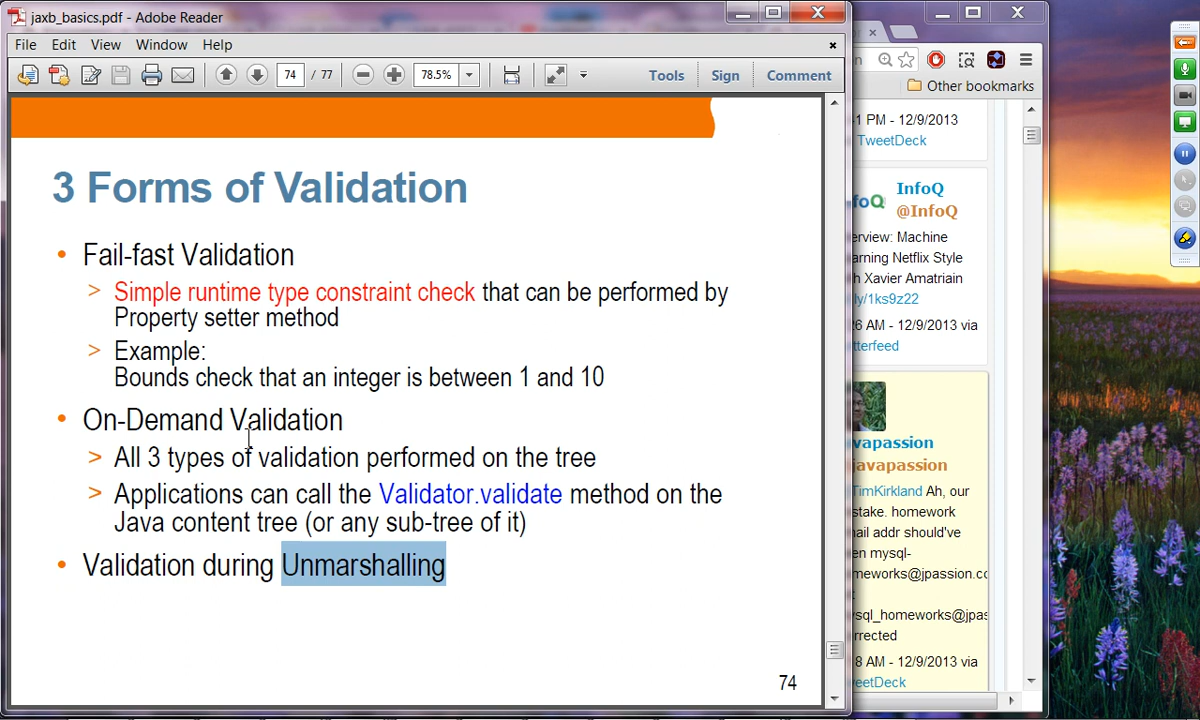 jaxb_basics.pdf - Adobe Reader
File Edit View Window Help
74 / 77 78.5% Tools Sign Comment
3 Forms of Validation
• Fail-fast Validation
> Simple runtime type constraint check that can be performed by
Property setter method
> Example:
Bounds check that an integer is between 1 and 10
• On-Demand Validation
> All 3 types of validation performed on the tree
> Applications can call the Validator.validate method on the
Java content tree (or any sub-tree of it)
• Validation during Unmarshalling
74
Other bookmarks
1 PM - 12/9/2013
TweetDeck
InfoQ
foQ
@InfoQ
erview: Machine
arning Netflix Style
h Xavier Amatriain
ly/1ks9z22
26 AM - 12/9/2013 via
tterfeed
vapassion
avapassion
TimKirkland Ah, our
stake. homework
ail addr should've
en mysql-
meworks@jpassion.co
sql_homeworks@jpas
rrected
8 AM - 12/9/2013 via
weetDeck